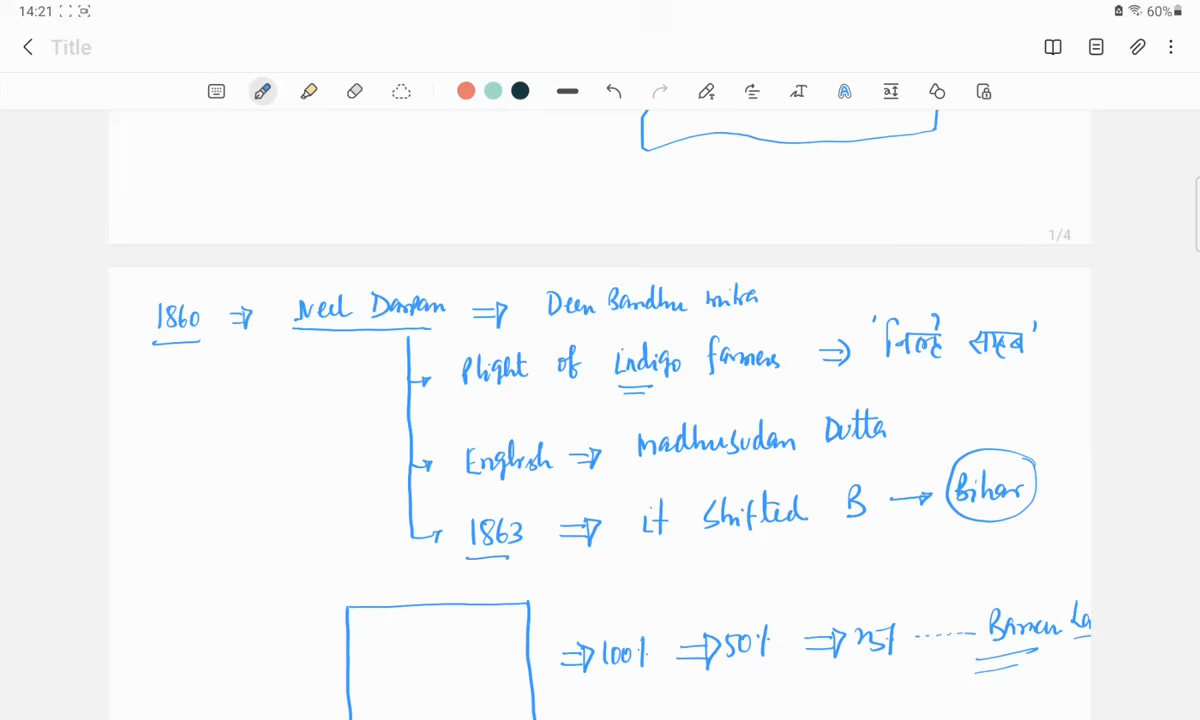 14:21 60%
Title
1/4
1860 ⇒ Neel Darpan ⇒ Deen Bandhu mitra
Plight of indigo farmers ⇒ 'निलहे साहब'
English ⇒ madhusudan Dutta
1863 ⇒ it shifted B → Bihar
⇒ 100% ⇒ 50% ⇒ 25% ...... Barren La